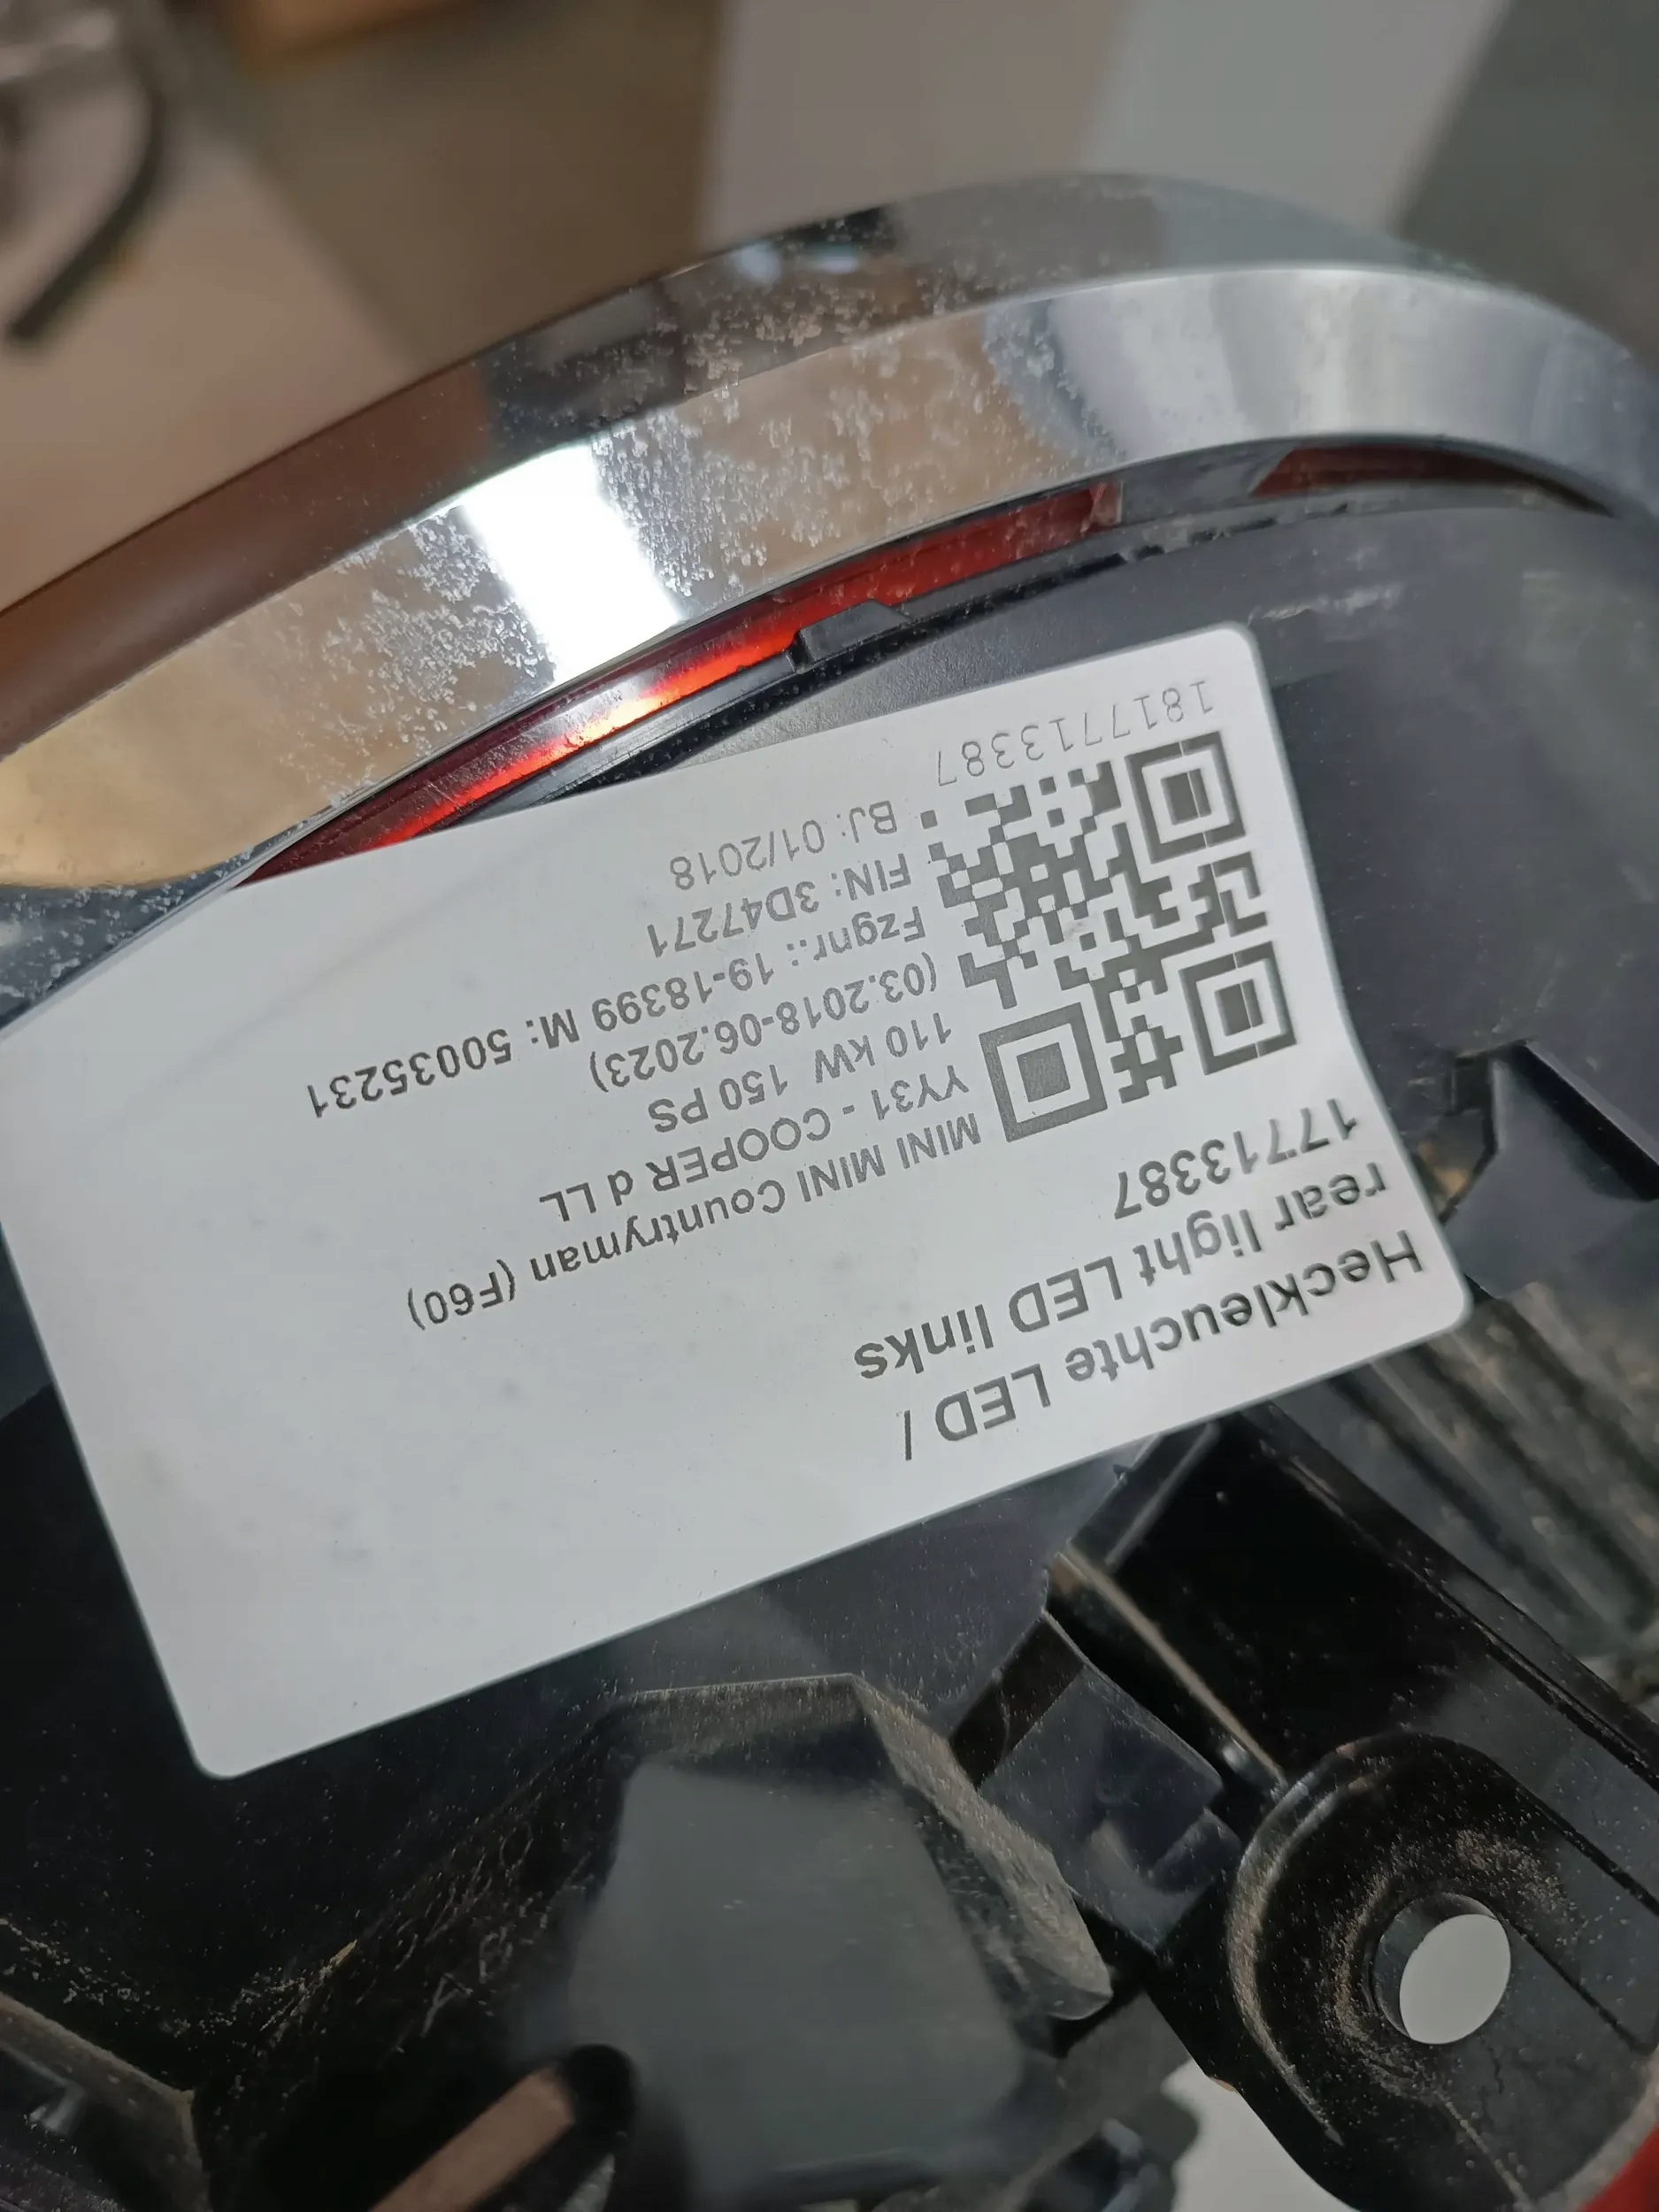 Heckleuchte LED /
rear light LED links
17713387
MINI MINI Countryman (F60)
YY31 - COOPER d LL
110 kW 150 PS
(03.2018-06.2023)
Fzgnr.: 19-18399 M: 50035231
FIN: 3D47271
BJ: 01/2018
1817713387